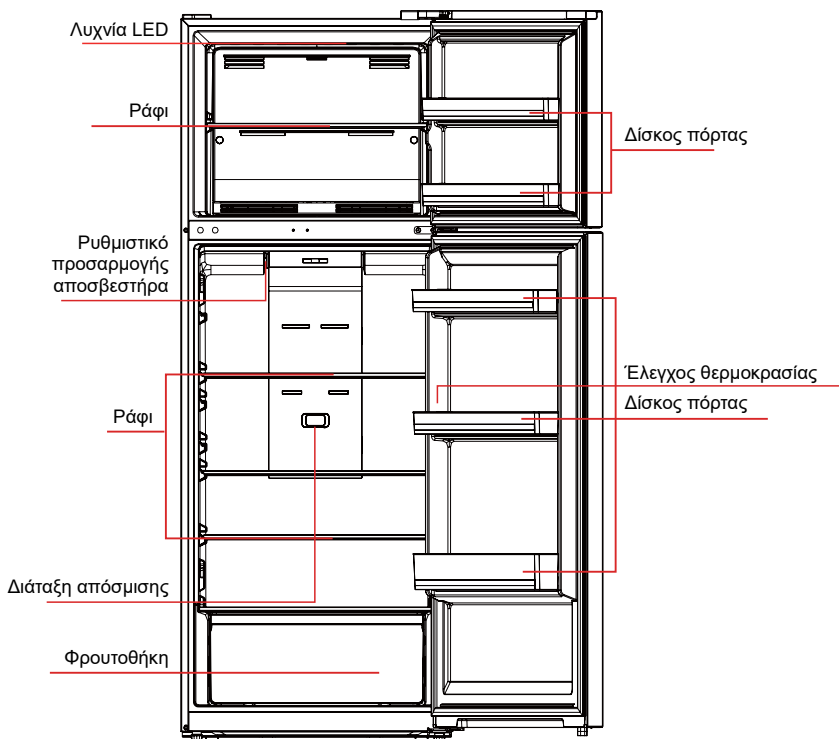 Λυχνία LED
Ράφι
Δίσκος πόρτας
Ρυθμιστικό
προσαρμογής
αποσβεστήρα
Έλεγχος θερμοκρασίας
Δίσκος πόρτας
Ράφι
Διάταξη απόσμισης
Φρουτοθήκη